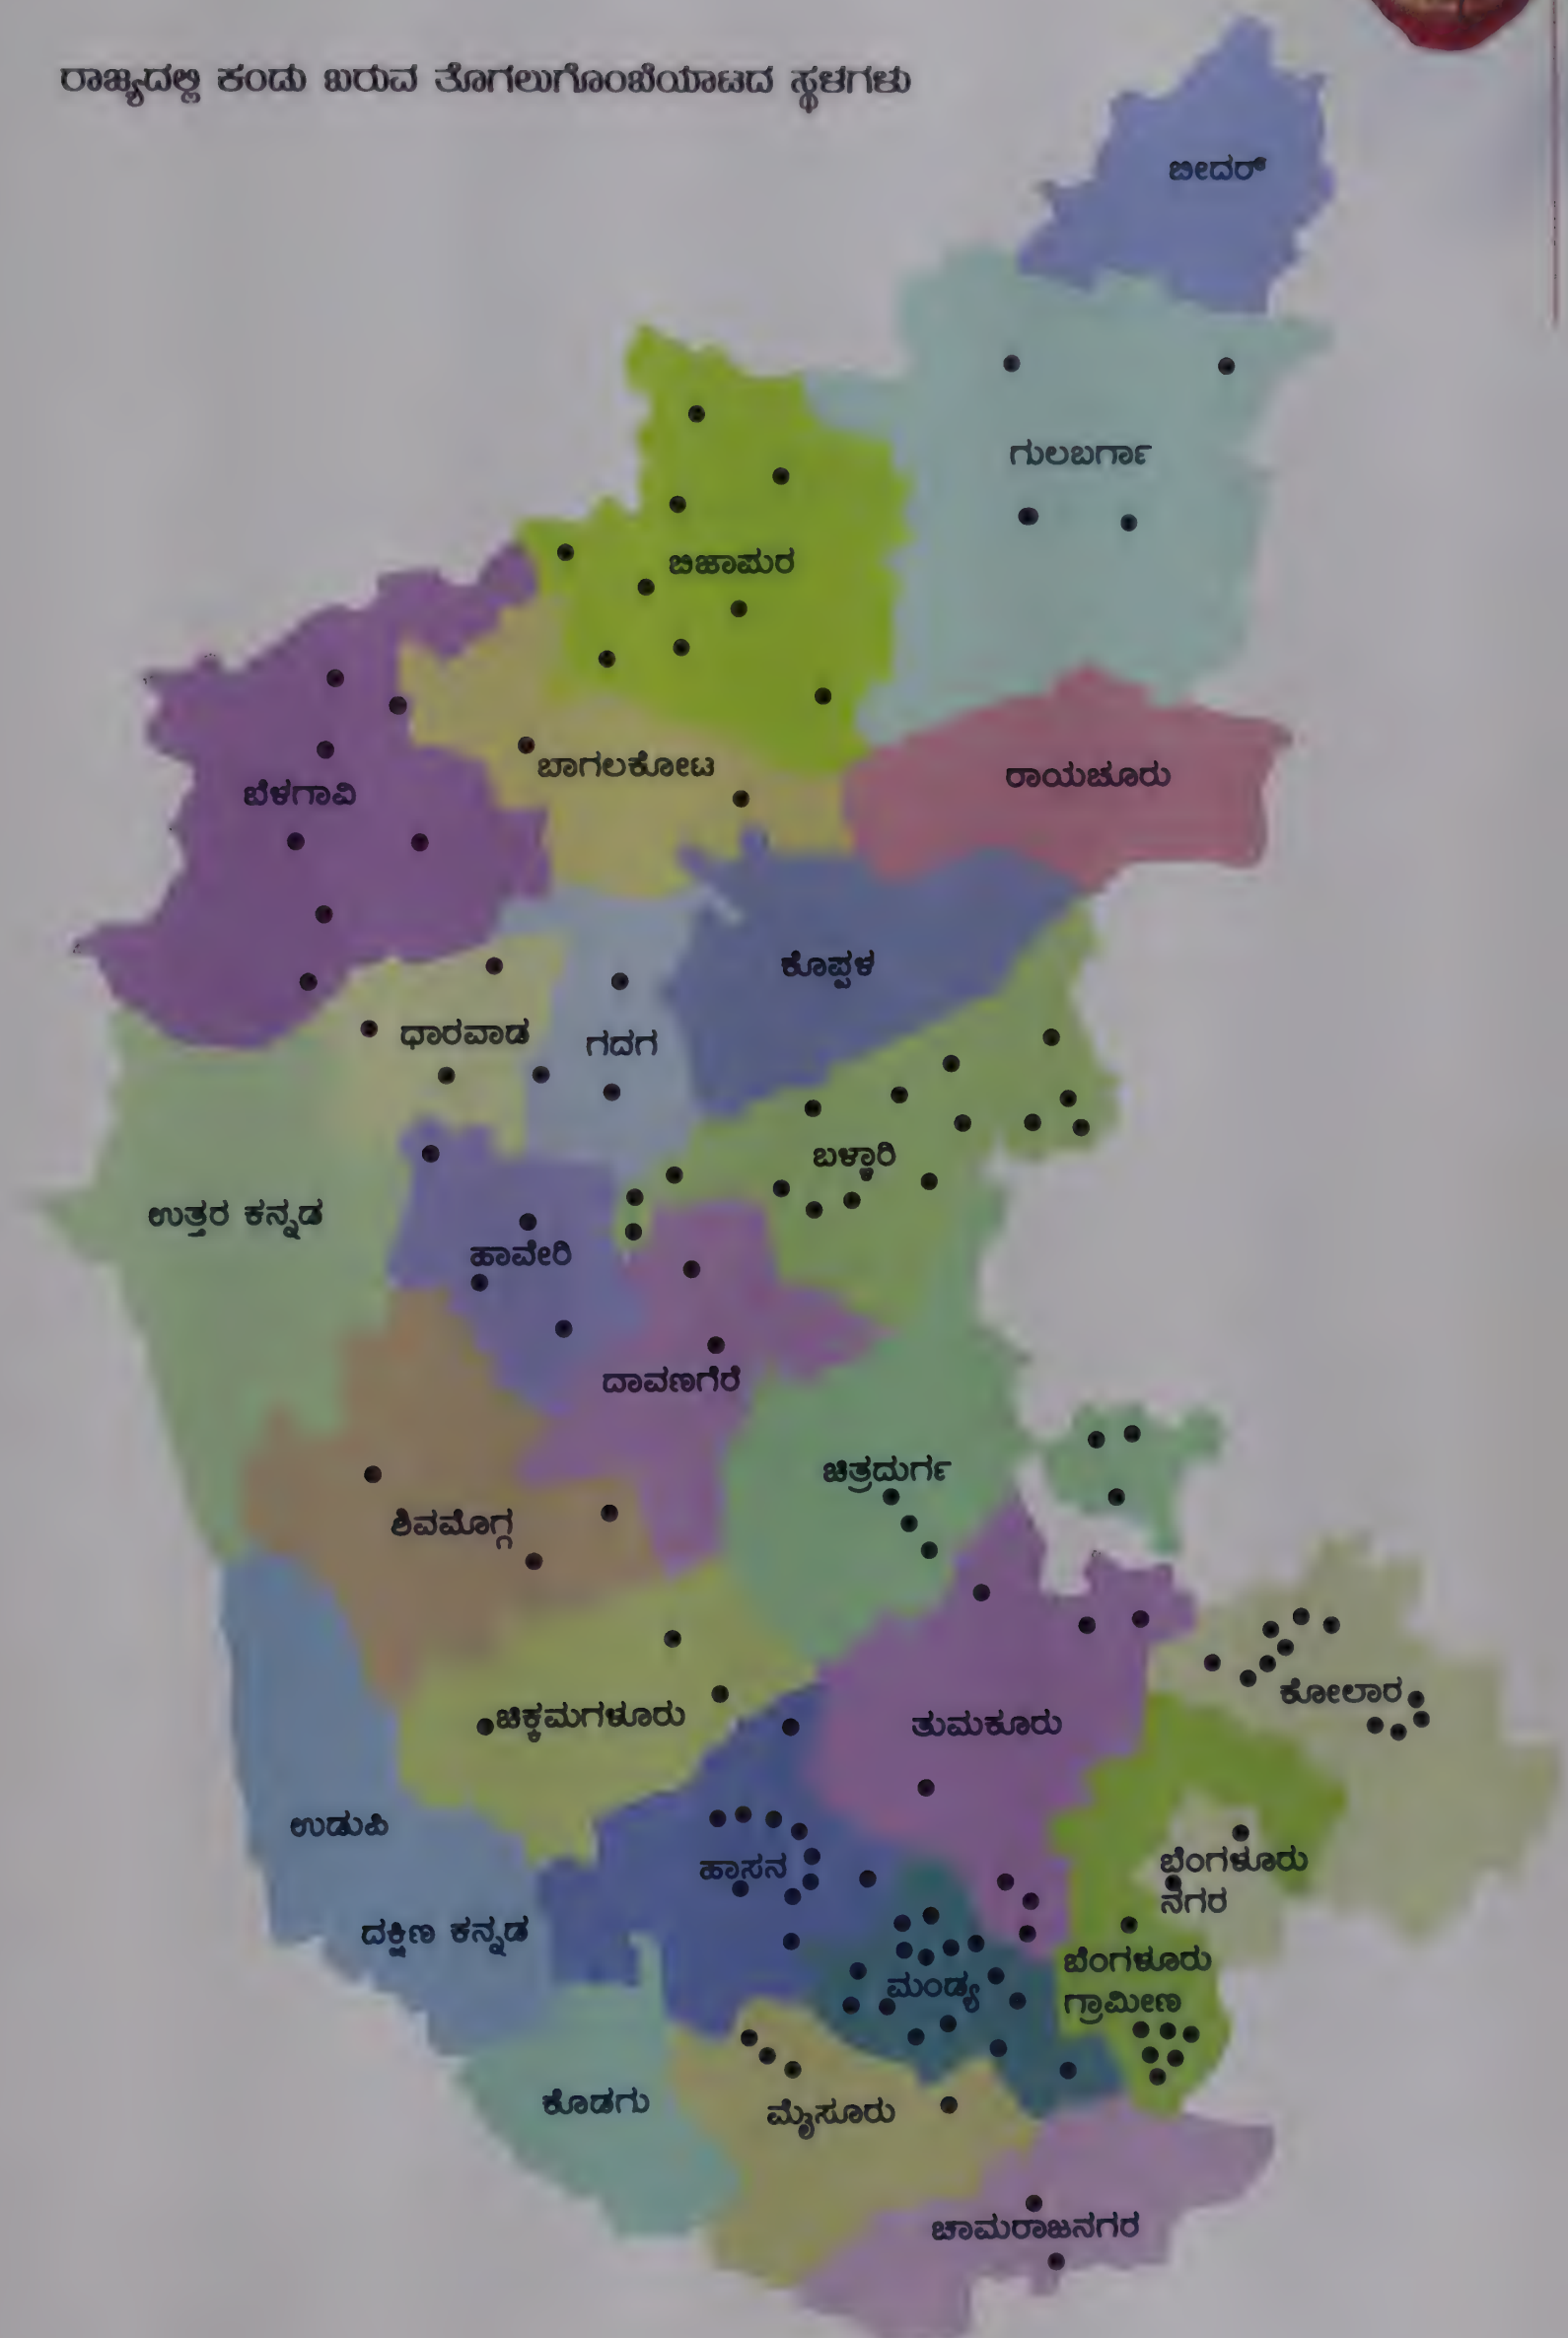 ರಾಜ್ಯದಲ್ಲಿ ಕಂಡು ಬರುವ ತೊಗಲುಗೊಂಬೆಯಾಟದ ಸ್ಥಳಗಳು
ಬೀದರ್
ಗುಲಬರ್ಗಾ
ಬಿಜಾಪುರ
ಬಾಗಲಕೋಟ
ರಾಯಚೂರು
ಬೆಳಗಾವಿ
ಕೊಪ್ಪಳ
ಧಾರವಾಡ
ಗದಗ
ಬಳ್ಳಾರಿ
ಉತ್ತರ ಕನ್ನಡ
ಹಾವೇರಿ
ದಾವಣಗೆರೆ
ಚಿತ್ರದುರ್ಗ
ಶಿವಮೊಗ್ಗ
ಕೋಲಾರ
ಚಿಕ್ಕಮಗಳೂರು
ತುಮಕೂರು
ಉಡುಪಿ
ಹಾಸನ
ಬೆಂಗಳೂರು
ನಗರ
ದಕ್ಷಿಣ ಕನ್ನಡ
ಬೆಂಗಳೂರು
ಗ್ರಾಮೀಣ
ಮಂಡ್ಯ
ಕೊಡಗು
ಮೈಸೂರು
ಚಾಮರಾಜನಗರ